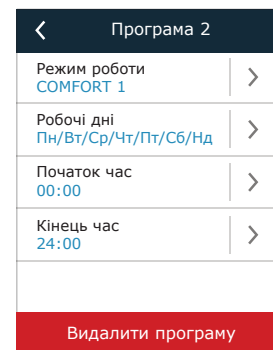 Програма 2
Режим роботи
COMFORT 1
Робочі дні
Пн/Вт/Ср/Чт/Пт/Сб/Нд
Початок час
00:00
Кінець час
24:00
Видалити програму